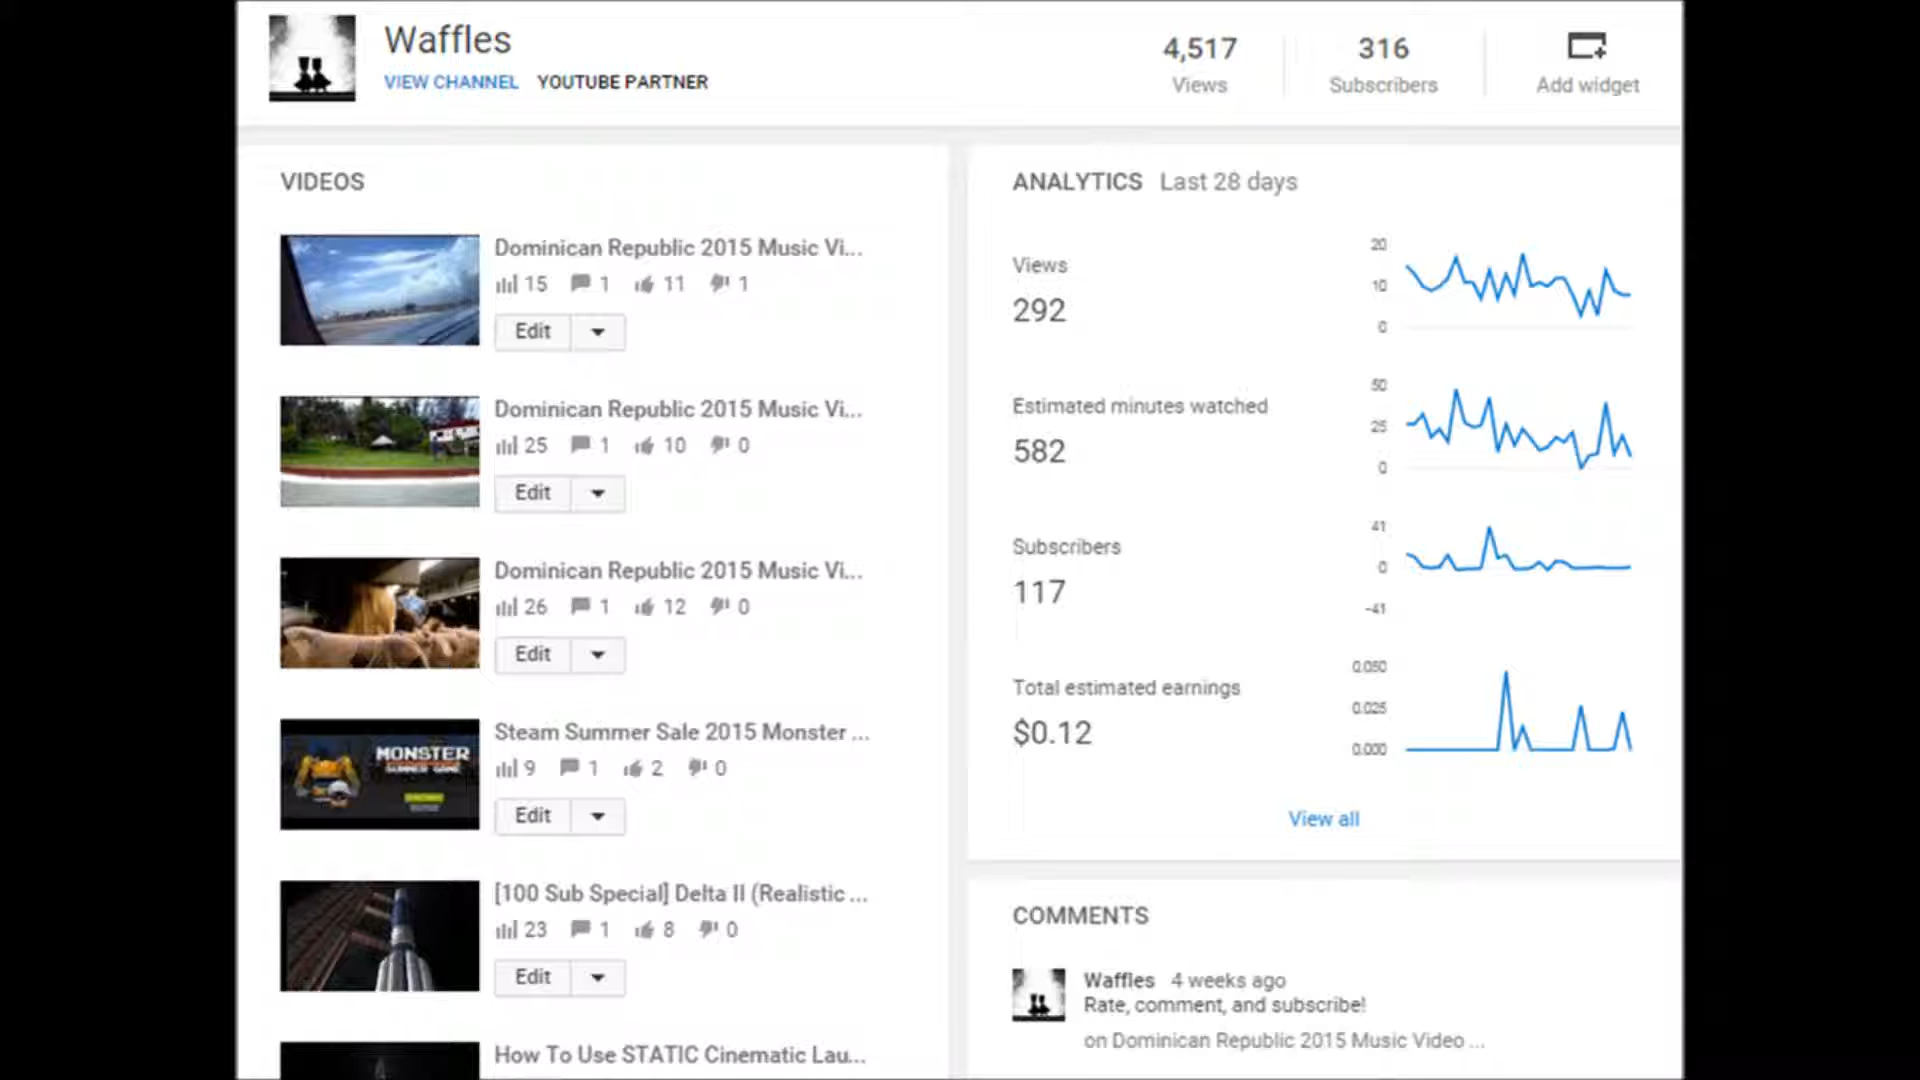 Waffles
VIEW CHANNEL YOUTUBE PARTNER
4,517
Views
316
Subscribers
Add widget
VIDEOS
Dominican Republic 2015 Music Vi...
15 1 11 1
Edit
Dominican Republic 2015 Music Vi...
25 1 10 0
Edit
Dominican Republic 2015 Music Vi...
26 1 12 0
Edit
MONSTER
SUMMER GAME
Steam Summer Sale 2015 Monster ...
9 1 2 0
Edit
[100 Sub Special] Delta II (Realistic ...
23 1 8 0
Edit
How To Use STATIC Cinematic Lau...
ANALYTICS Last 28 days
Views
292
20
10
0
Estimated minutes watched
582
50
25
0
Subscribers
117
41
0
-41
Total estimated earnings
$0.12
0.050
0.025
0.000
View all
COMMENTS
Waffles 4 weeks ago
Rate, comment, and subscribe!
on Dominican Republic 2015 Music Video ...